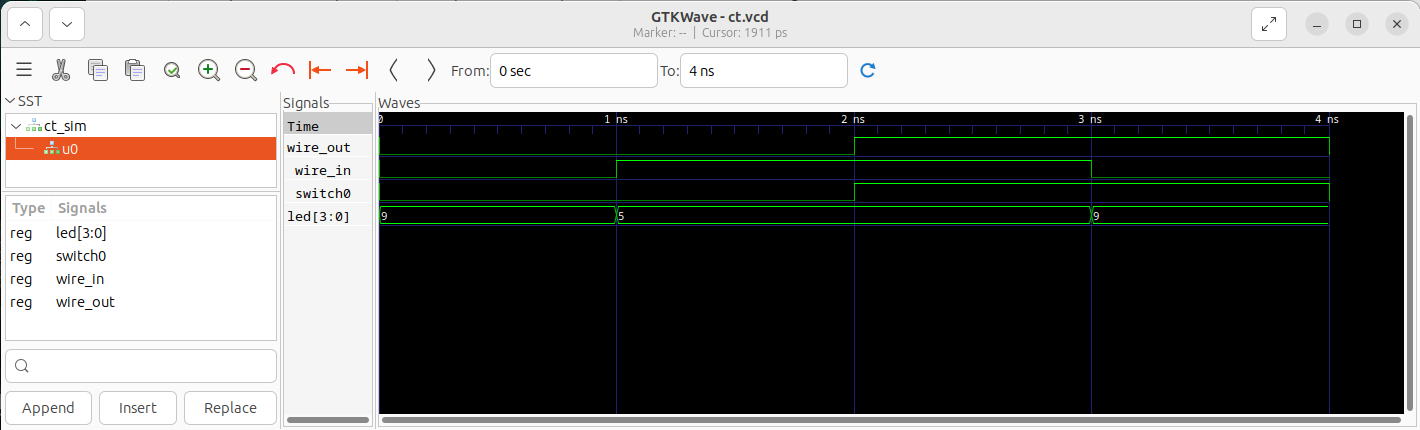 GTKWave - ct.vcd
Marker: -- | Cursor: 1911 ps
From: 0 sec To: 4 ns
SST
ct_sim
u0
Type Signals
reg led[3:0]
reg switch0
reg wire_in
reg wire_out
Append Insert Replace
Signals
Time
wire_out
wire_in
switch0
led[3:0]
Waves
0 1 ns 2 ns 3 ns 4 ns
9 5 9